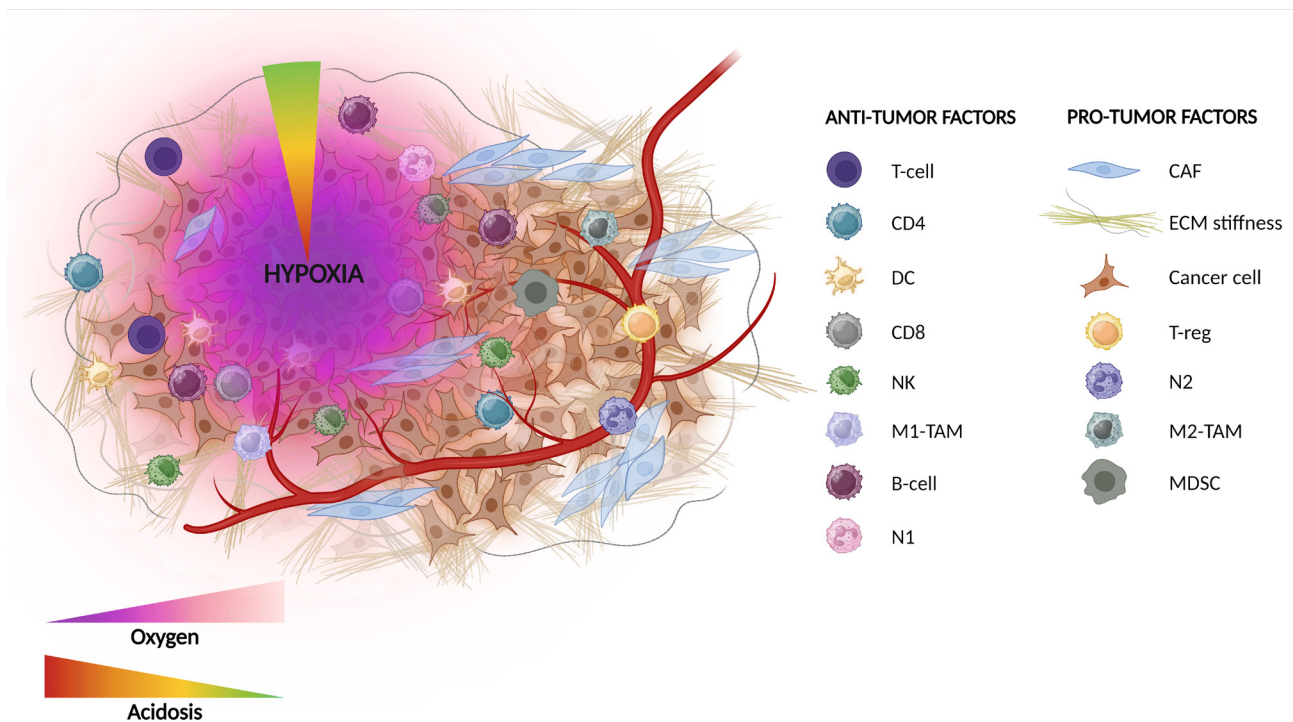 HYPOXIA
Oxygen
Acidosis
ANTI-TUMOR FACTORS
T-cell
CD4
DC
CD8
NK
M1-TAM
B-cell
N1
PRO-TUMOR FACTORS
CAF
ECM stiffness
Cancer cell
T-reg
N2
M2-TAM
MDSC